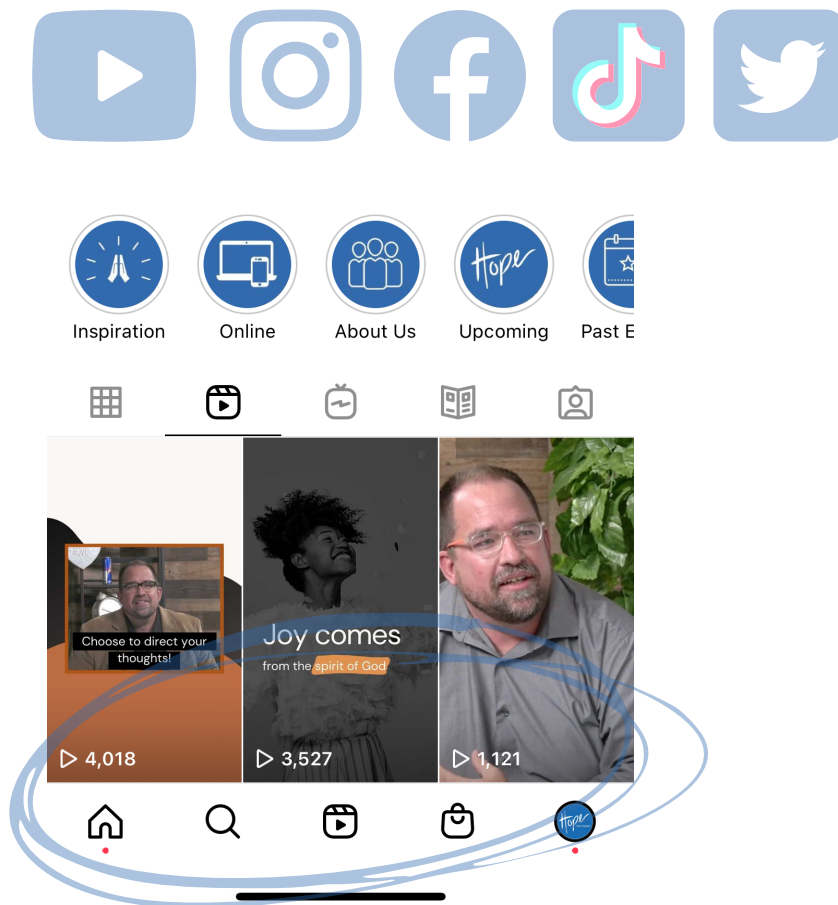 Inspiration
Online
About Us
Hope
Upcoming
Past E
Choose to direct your
thoughts!
Joy comes
from the spirit of God
4,018
3,527
1,121
Hope